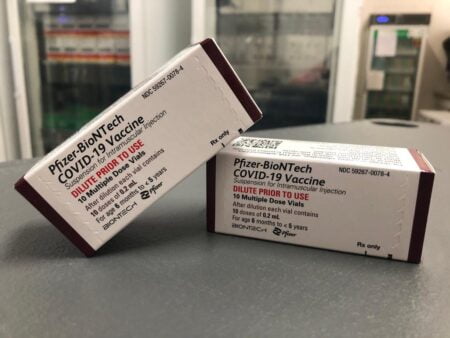 Pfizer-BioNTech
COVID-19 Vaccine
Suspension for Intramuscular Injection
DILUTE PRIOR TO USE
10 Multiple Dose Vials
After dilution each vial contains
10 doses of 0.2 mL
For age 6 months to < 5 years
BIONTECH Pfizer
NDC 59267-0078-4
Rx only
Pfizer-BioNTech
COVID-19 Vaccine
Suspension for Intramuscular Injection
DILUTE PRIOR TO USE
10 Multiple Dose Vials
After dilution each vial contains
10 doses of 0.2 mL
For age 6 months to < 5 years
BIONTECH Pfizer
NDC 59267-0078-4
Rx only